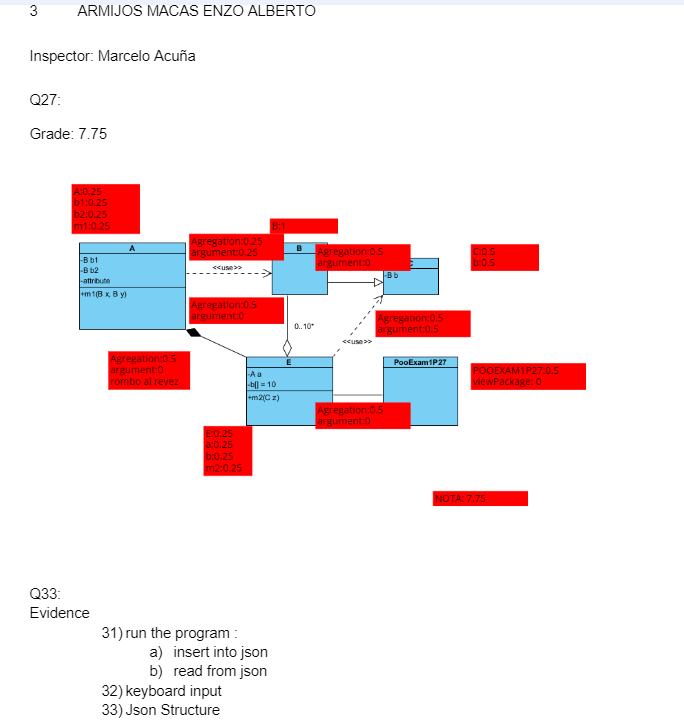 3 ARMIJOS MACAS ENZO ALBERTO
Inspector: Marcelo Acuña
Q27:
Grade: 7.75
A:0.25
b1:0.25
b2:0.25
m1:0.25
A
-B b1
-B b2
-attribute
+m1(B x, B y)
Agregation:0.25
argument:0.25
<<use>>
Agregation:0.5
argument:0
B:1
B
Agregation:0.5
argument:0
-B b
C:0.5
b:0.5
0..10*
Agregation:0.5
argument:0.5
<<use>>
Agregation:0.5
argument:0
rombo al revez
E
-A a
-b[] = 10
+m2(C z)
PooExam1P27
POOEXAM1P27:0.5
viewPackage: 0
Agregation:0.5
argument:0
E:0.25
a:0.25
b:0.25
m2:0.25
NOTA: 7.75
Q33:
Evidence
31) run the program :
a) insert into json
b) read from json
32) keyboard input
33) Json Structure